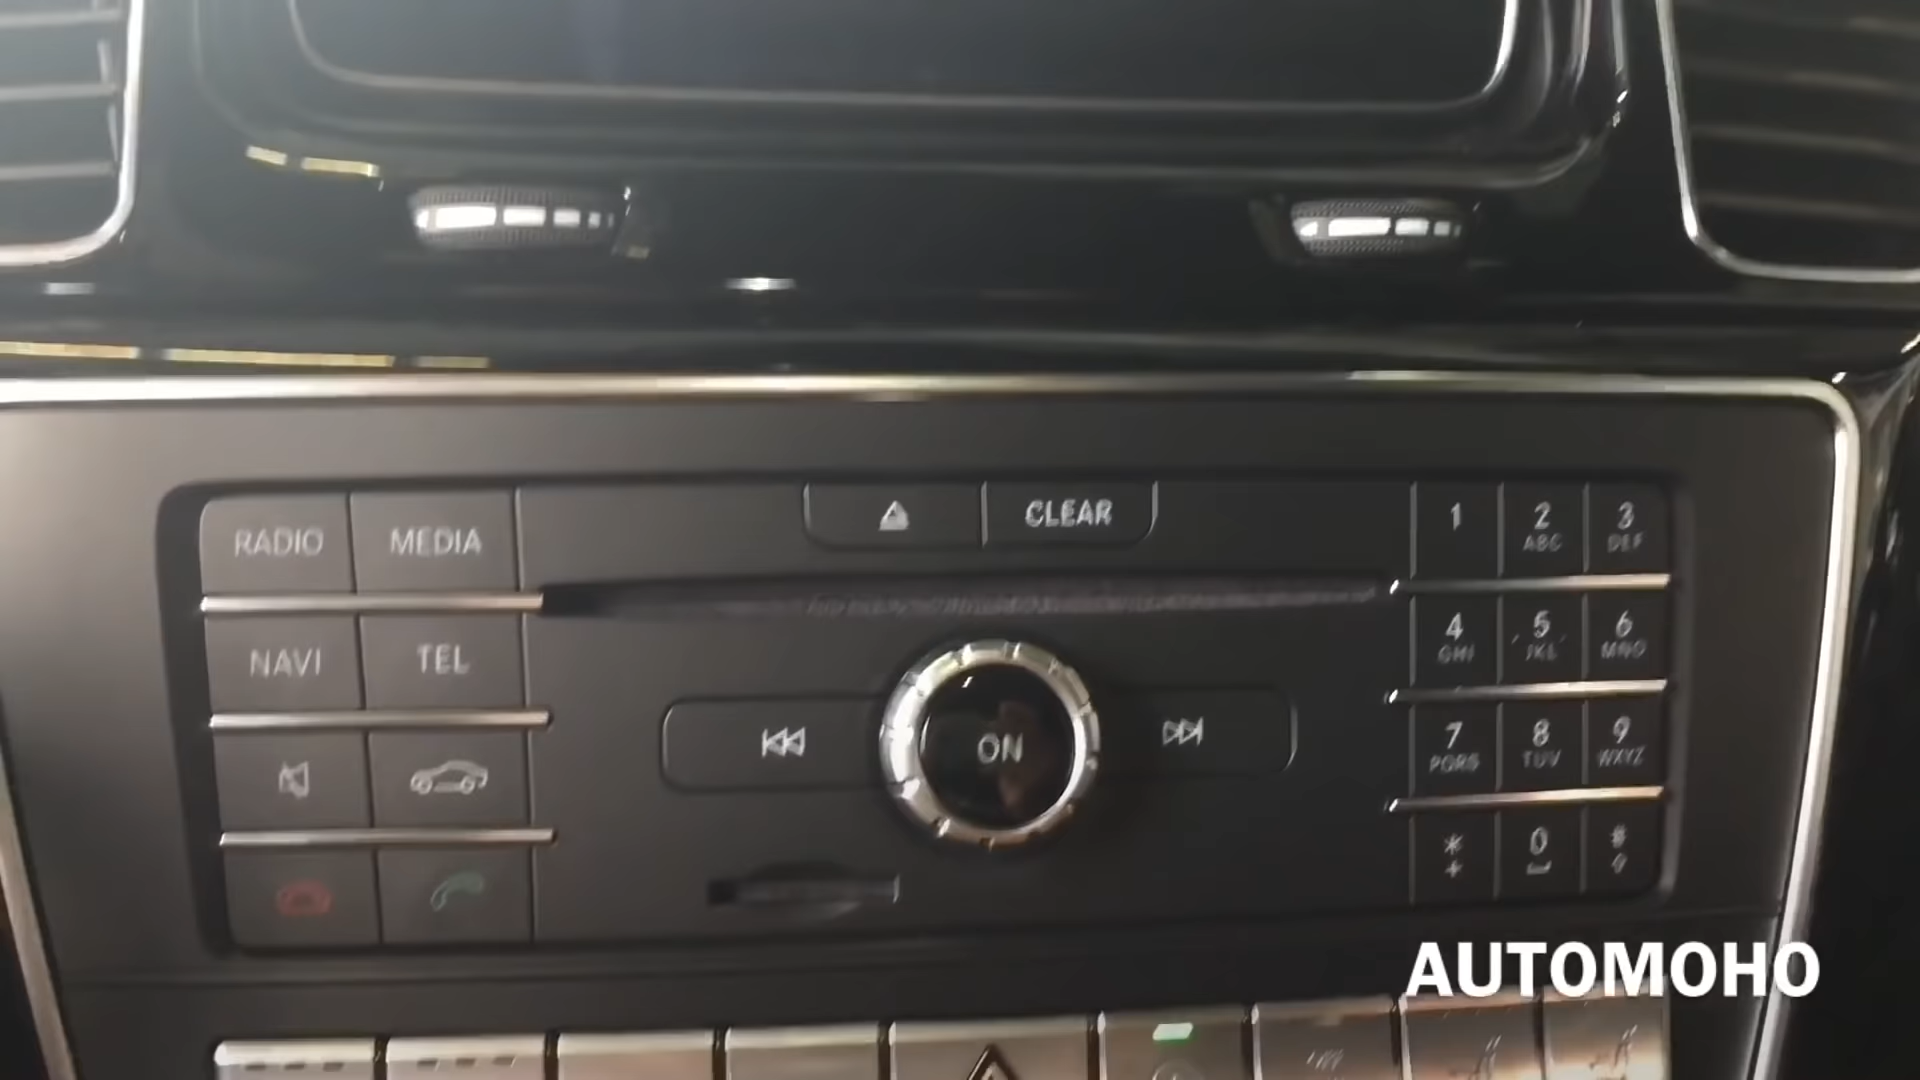 RADIO MEDIA
CLEAR
1 2 3
ABC DEF
NAVI TEL
4 5 6
GHI JKL MNO
ON
7 8 9
PQRS TUV WXYZ
* 0 #
+
AUTOMOHO